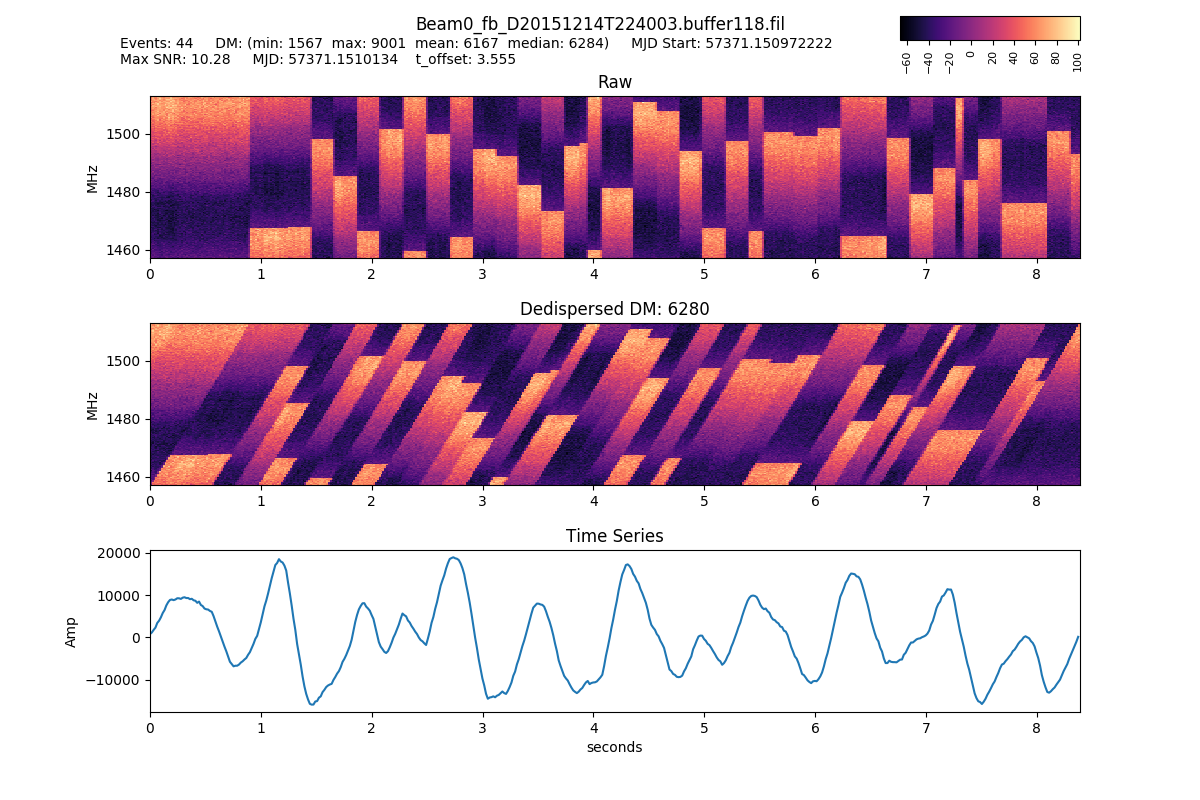 Beam0_fb_D20151214T224003.buffer118.fil
Events: 44 DM: (min: 1567 max: 9001 mean: 6167 median: 6284) MJD Start: 57371.150972222
Max SNR: 10.28 MJD: 57371.1510134 t_offset: 3.555
−60 −40 −20 0 20 40 60 80 100
Raw
MHz
1500
1480
1460
0 1 2 3 4 5 6 7 8
Dedispersed DM: 6280
MHz
1500
1480
1460
0 1 2 3 4 5 6 7 8
Time Series
Amp
20000
10000
0
−10000
0 1 2 3 4 5 6 7 8
seconds